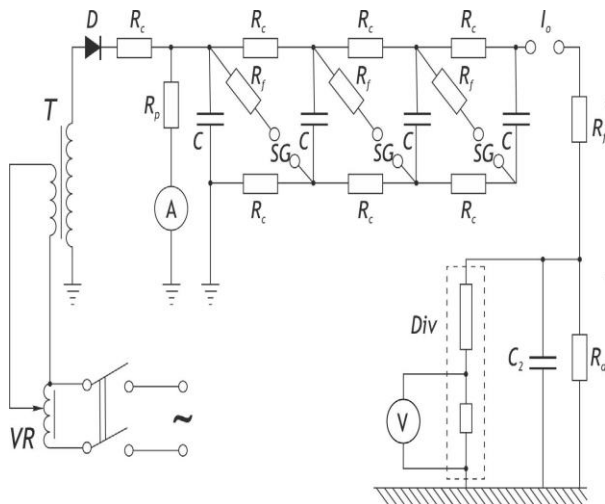 D R_c R_c R_c R_c I_o
T R_p R_f R_f R_f R_f
C C C C
SG SG SG
A
R_c R_c R_c
Div C_2 R_d
V
VR ~